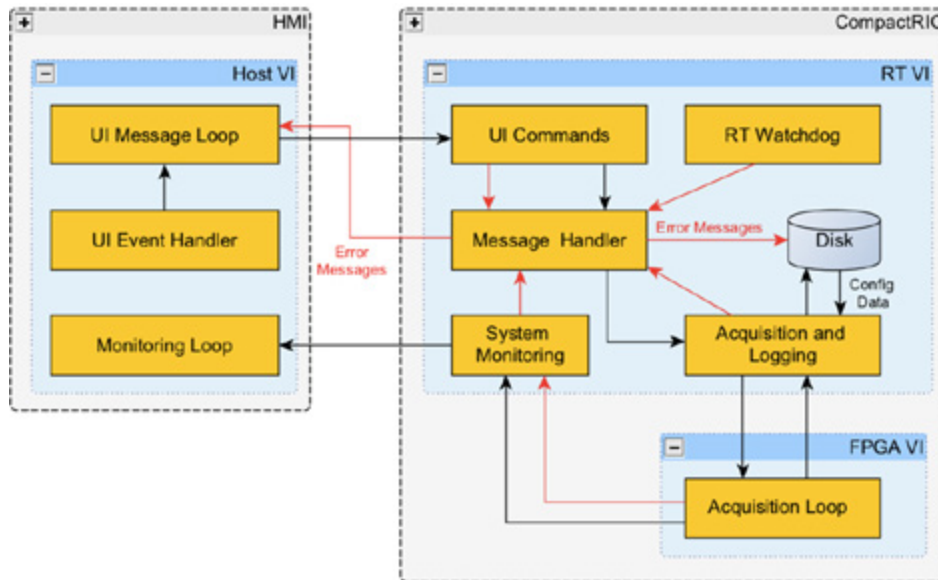 HMI
CompactRIO
Host VI
RT VI
UI Message Loop
UI Commands
RT Watchdog
UI Event Handler
Error
Messages
Message Handler
Error Messages
Disk
Config
Data
Monitoring Loop
System
Monitoring
Acquisition and
Logging
FPGA VI
Acquisition Loop